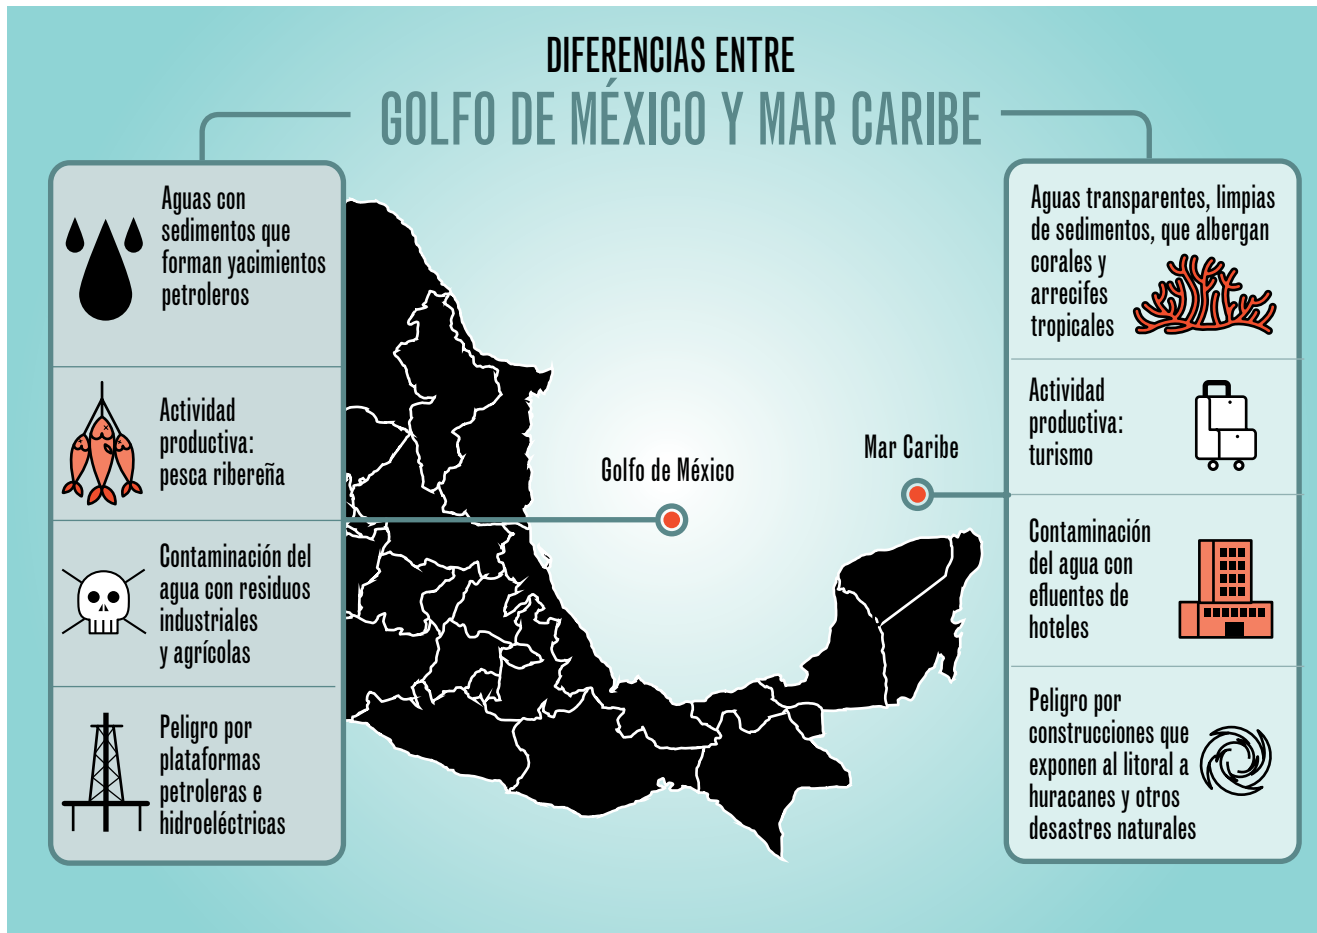 DIFERENCIAS ENTRE
GOLFO DE MÉXICO Y MAR CARIBE
Aguas con
sedimentos que
forman yacimientos
petroleros
Actividad
productiva:
pesca ribereña
Contaminación del
agua con residuos
industriales
y agrícolas
Peligro por
plataformas
petroleras e
hidroeléctricas
Golfo de México
Mar Caribe
Aguas transparentes, limpias
de sedimentos, que albergan
corales y
arrecifes
tropicales
Actividad
productiva:
turismo
Contaminación
del agua con
efluentes de
hoteles
Peligro por
construcciones que
exponen al litoral a
huracanes y otros
desastres naturales